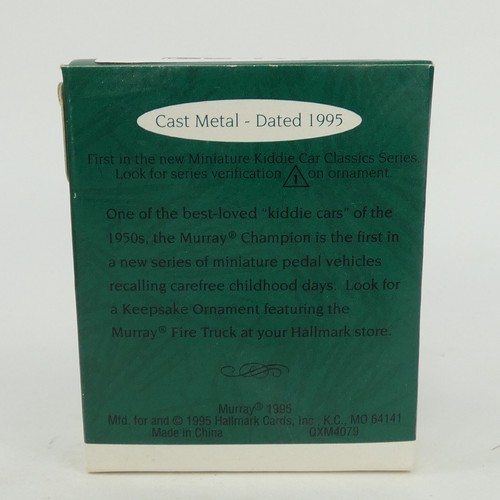 Cast Metal - Dated 1995
First in the new Miniature Kiddie Car Classics Series.
Look for series verification 1 on ornament.
One of the best-loved "kiddie cars" of the
1950s, the Murray® Champion is the first in
a new series of miniature pedal vehicles
recalling carefree childhood days. Look for
a Keepsake Ornament featuring the
Murray® Fire Truck at your Hallmark store.
Murray® 1995
Mfd. for and © 1995 Hallmark Cards, Inc., K.C., MO 64141
Made in China QXM4079